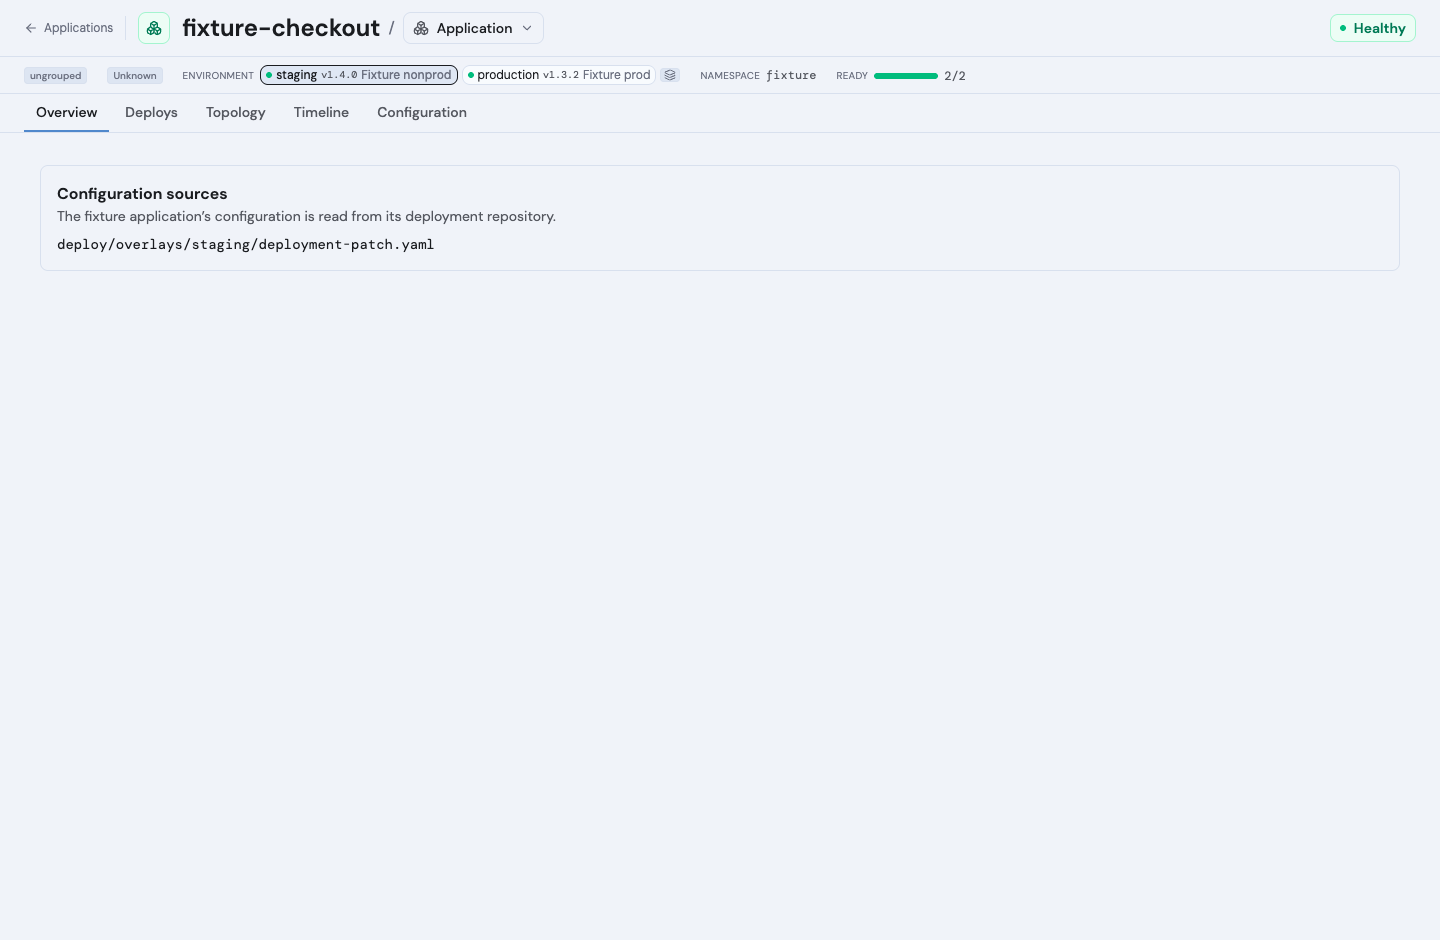 Applications
fixture-checkout / Application
Healthy
ungrouped Unknown ENVIRONMENT staging v1.4.0 Fixture nonprod production v1.3.2 Fixture prod NAMESPACE fixture READY 2/2
Overview Deploys Topology Timeline Configuration
Configuration sources
The fixture application’s configuration is read from its deployment repository.
deploy/overlays/staging/deployment-patch.yaml